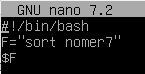 GNU nano 7.2
#!/bin/bash
F="sort nomer7"
$F